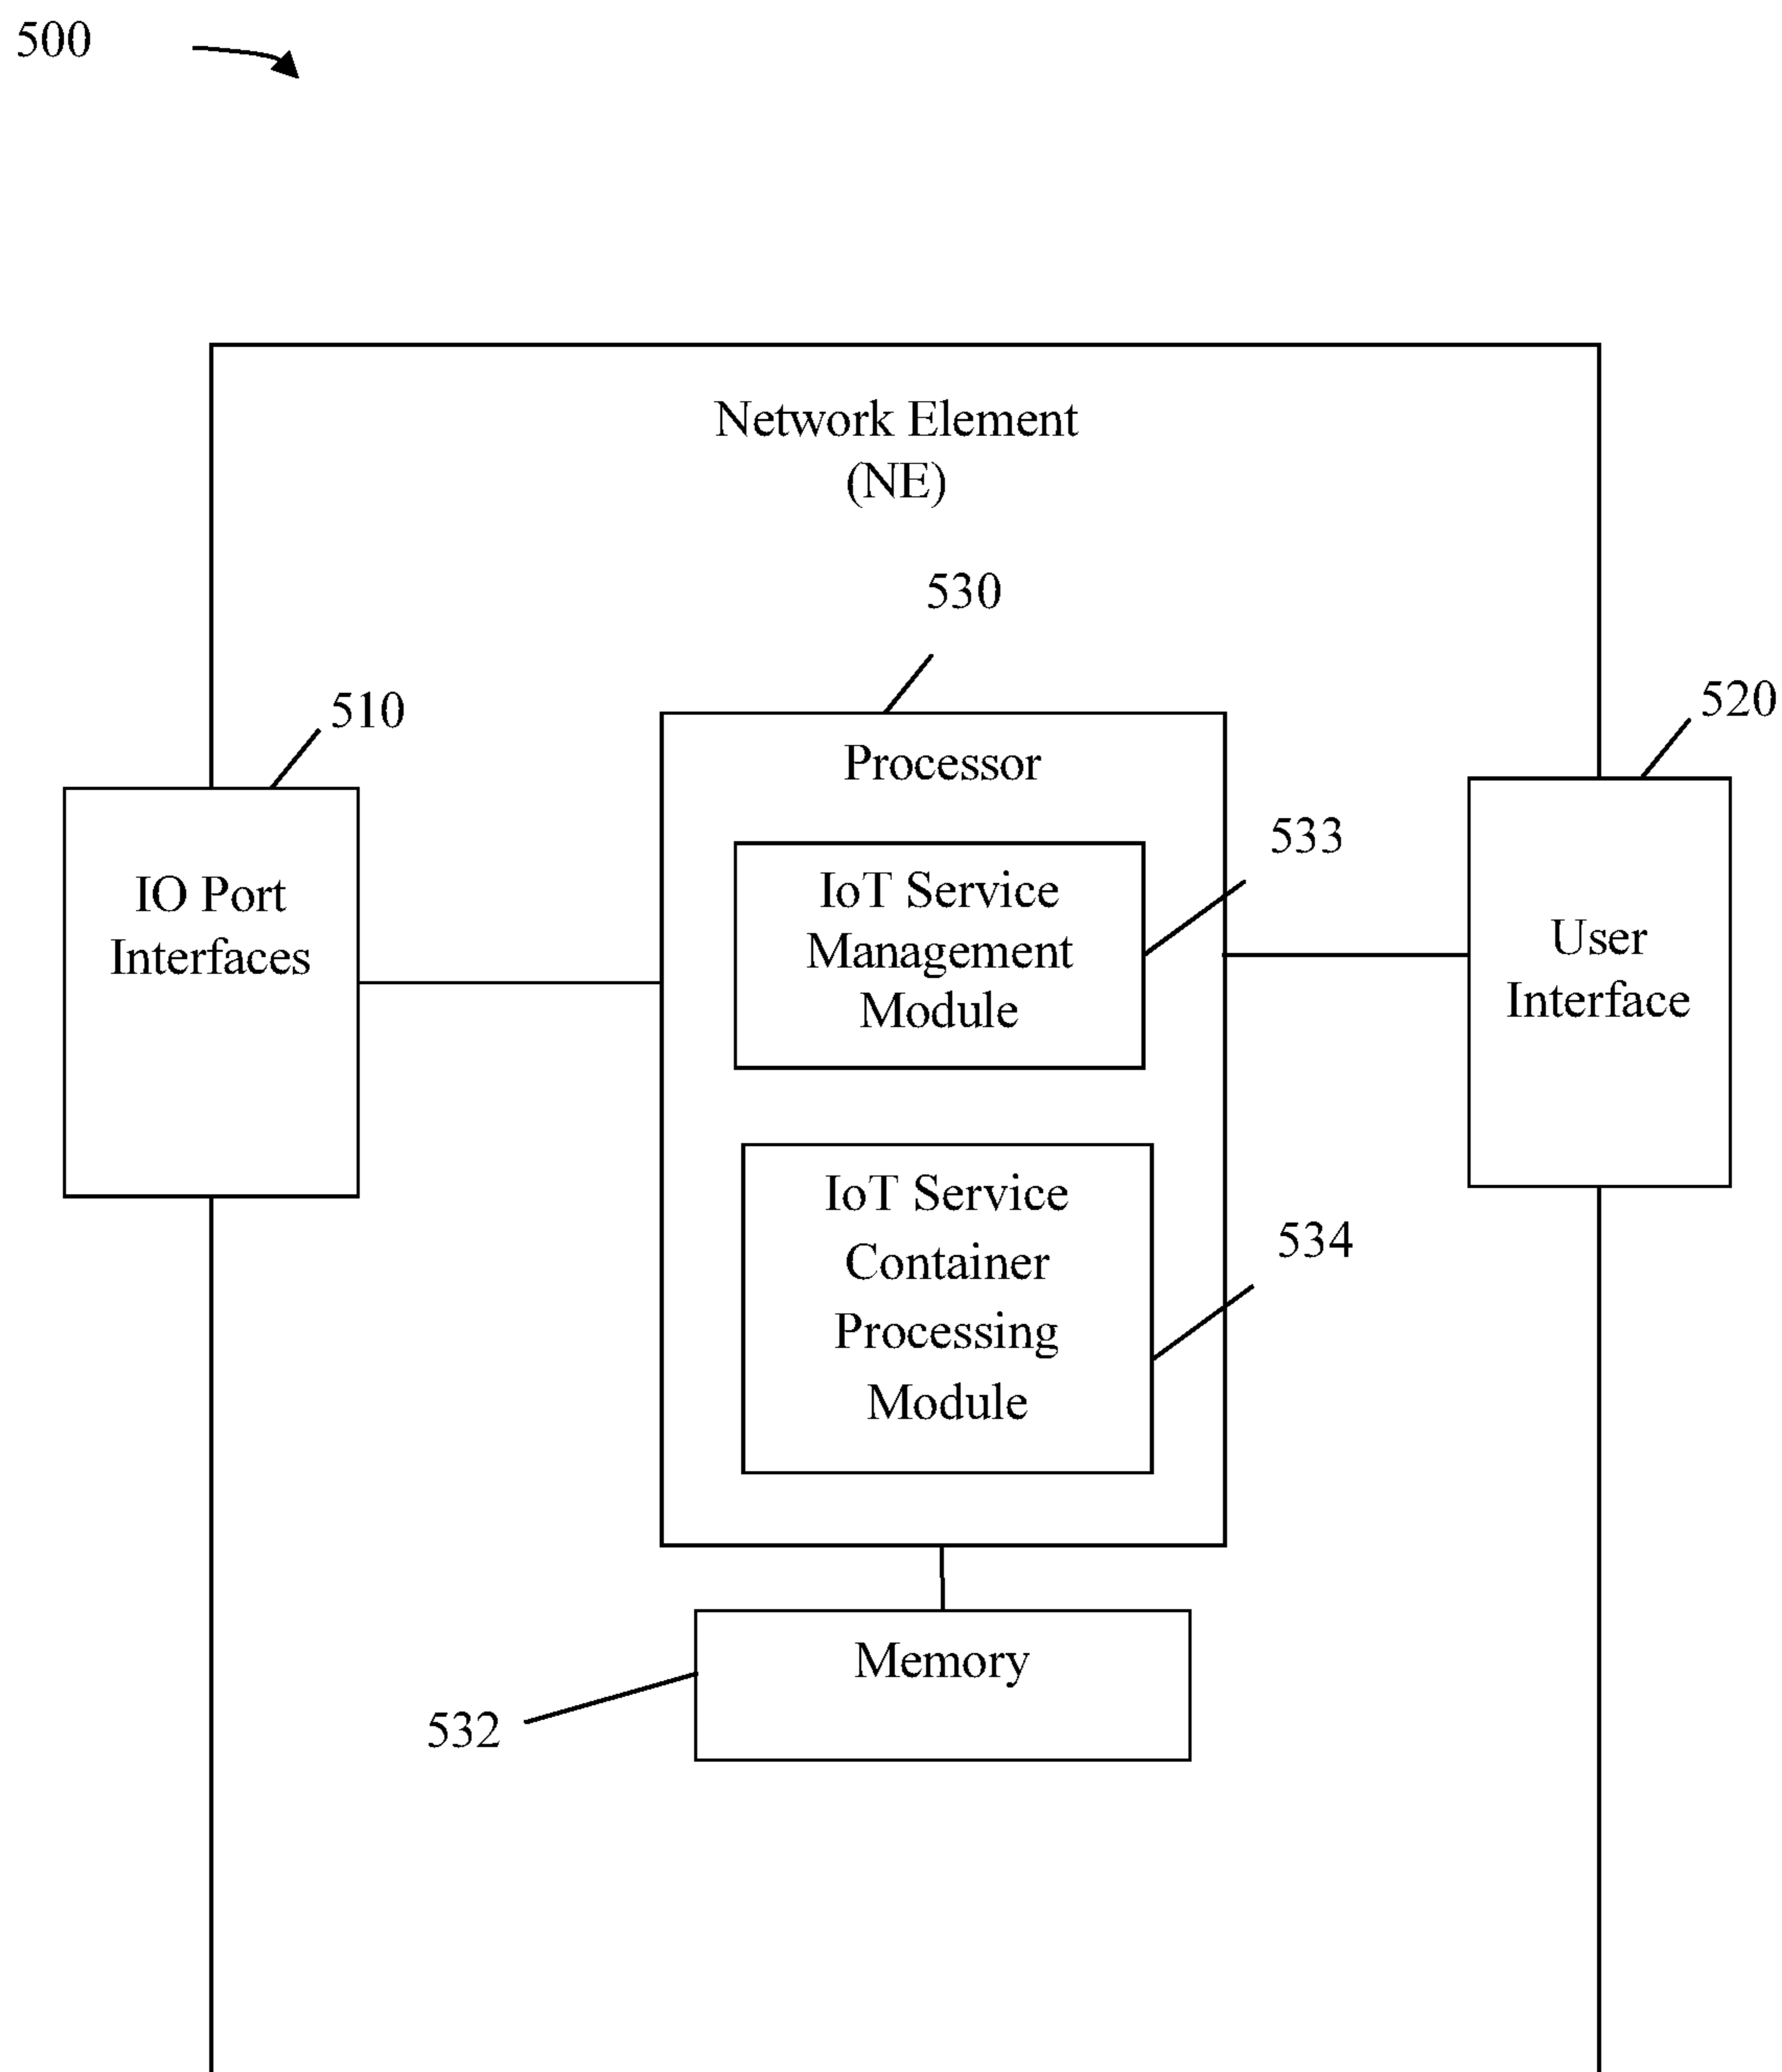 500
Network Element
(NE)
530
510
520
Processor
533
IO Port
Interfaces
IoT Service
Management
Module
User
Interface
IoT Service
Container
Processing
Module
534
Memory
532